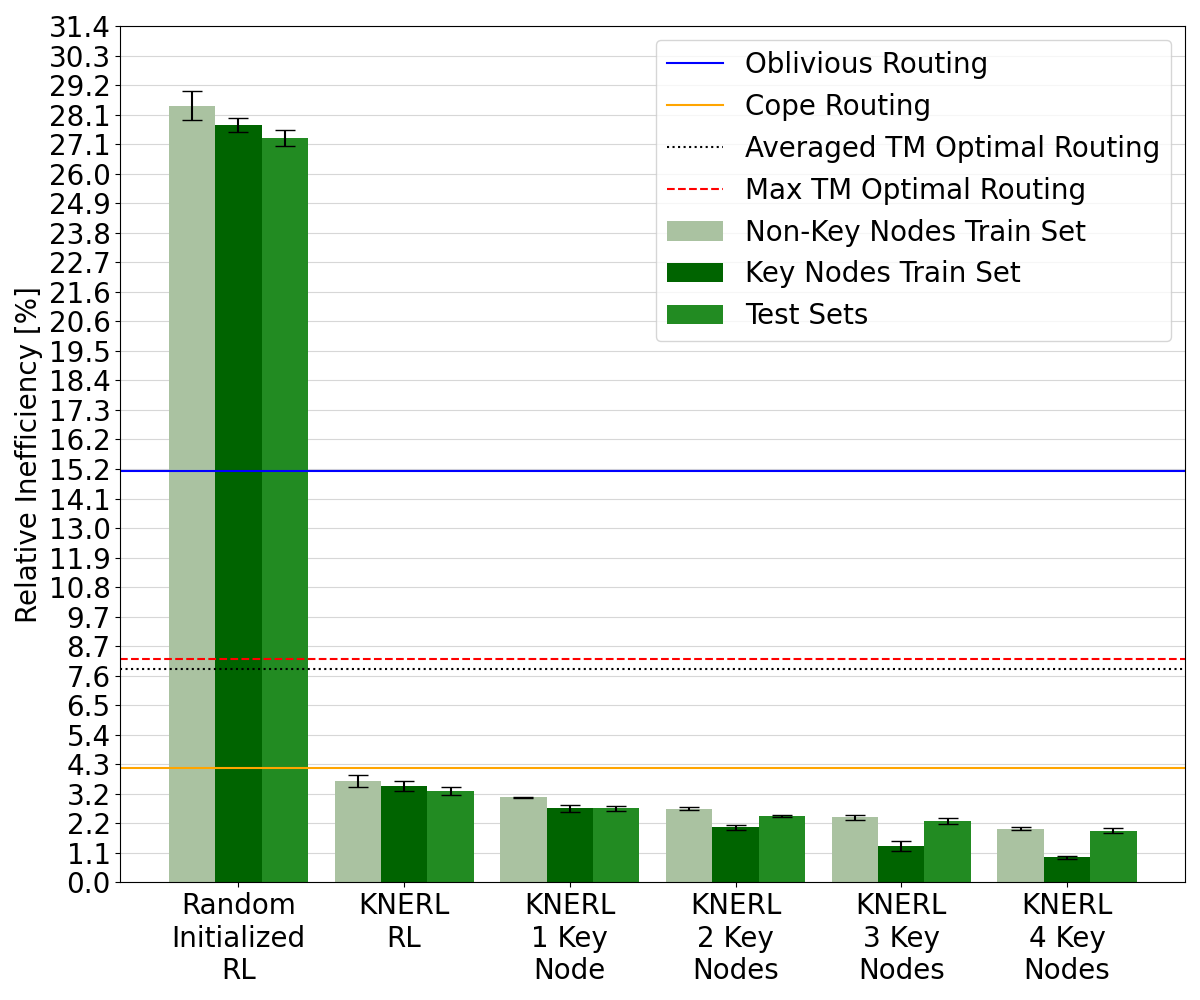 31.4
30.3
29.2
28.1
27.1
26.0
24.9
23.8
22.7
21.6
20.6
19.5
18.4
17.3
16.2
15.2
14.1
13.0
11.9
10.8
9.7
8.7
7.6
6.5
5.4
4.3
3.2
2.2
1.1
0.0
Relative Inefficiency [%]
Oblivious Routing
Cope Routing
Averaged TM Optimal Routing
Max TM Optimal Routing
Non-Key Nodes Train Set
Key Nodes Train Set
Test Sets
Random
Initialized
RL
KNERL
RL
KNERL
1 Key
Node
KNERL
2 Key
Nodes
KNERL
3 Key
Nodes
KNERL
4 Key
Nodes